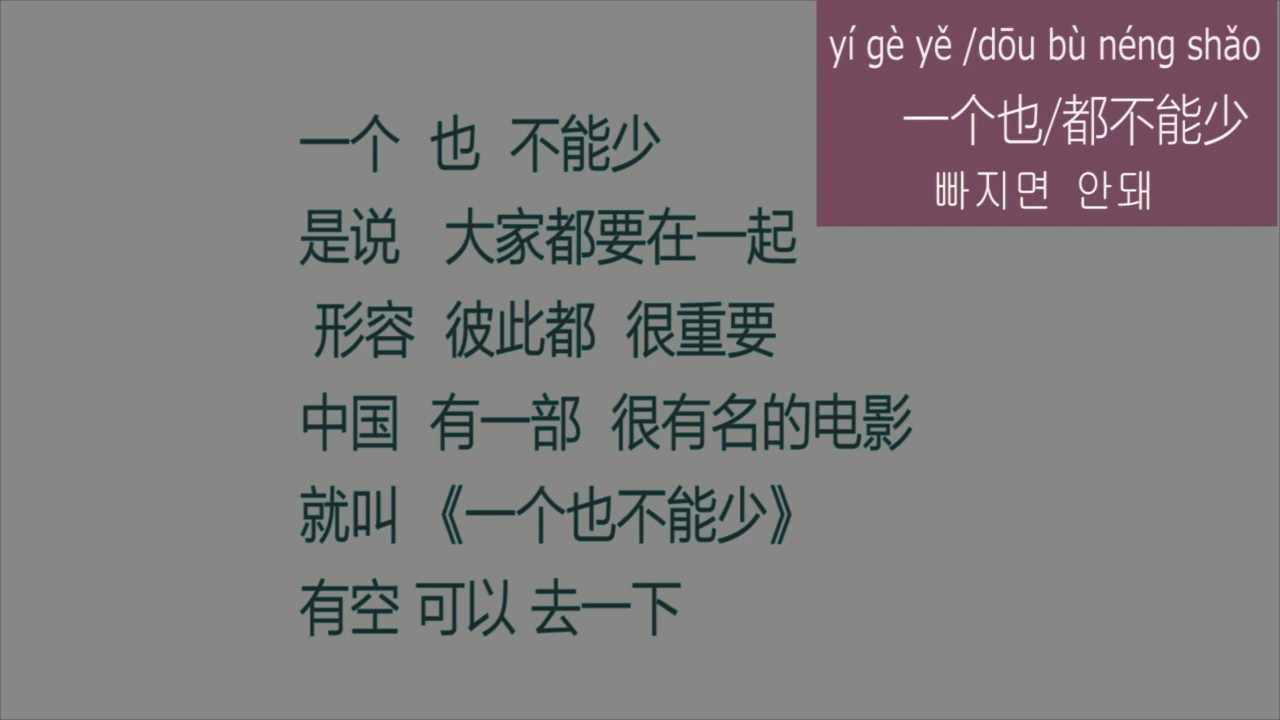 yí gè yě /dōu bù néng shǎo
一个也/都不能少
빠지면 안돼
一个 也 不能少
是说 大家都要在一起
形容 彼此都 很重要
中国 有一部 很有名的电影
就叫 《一个也不能少》
有空 可以 去一下